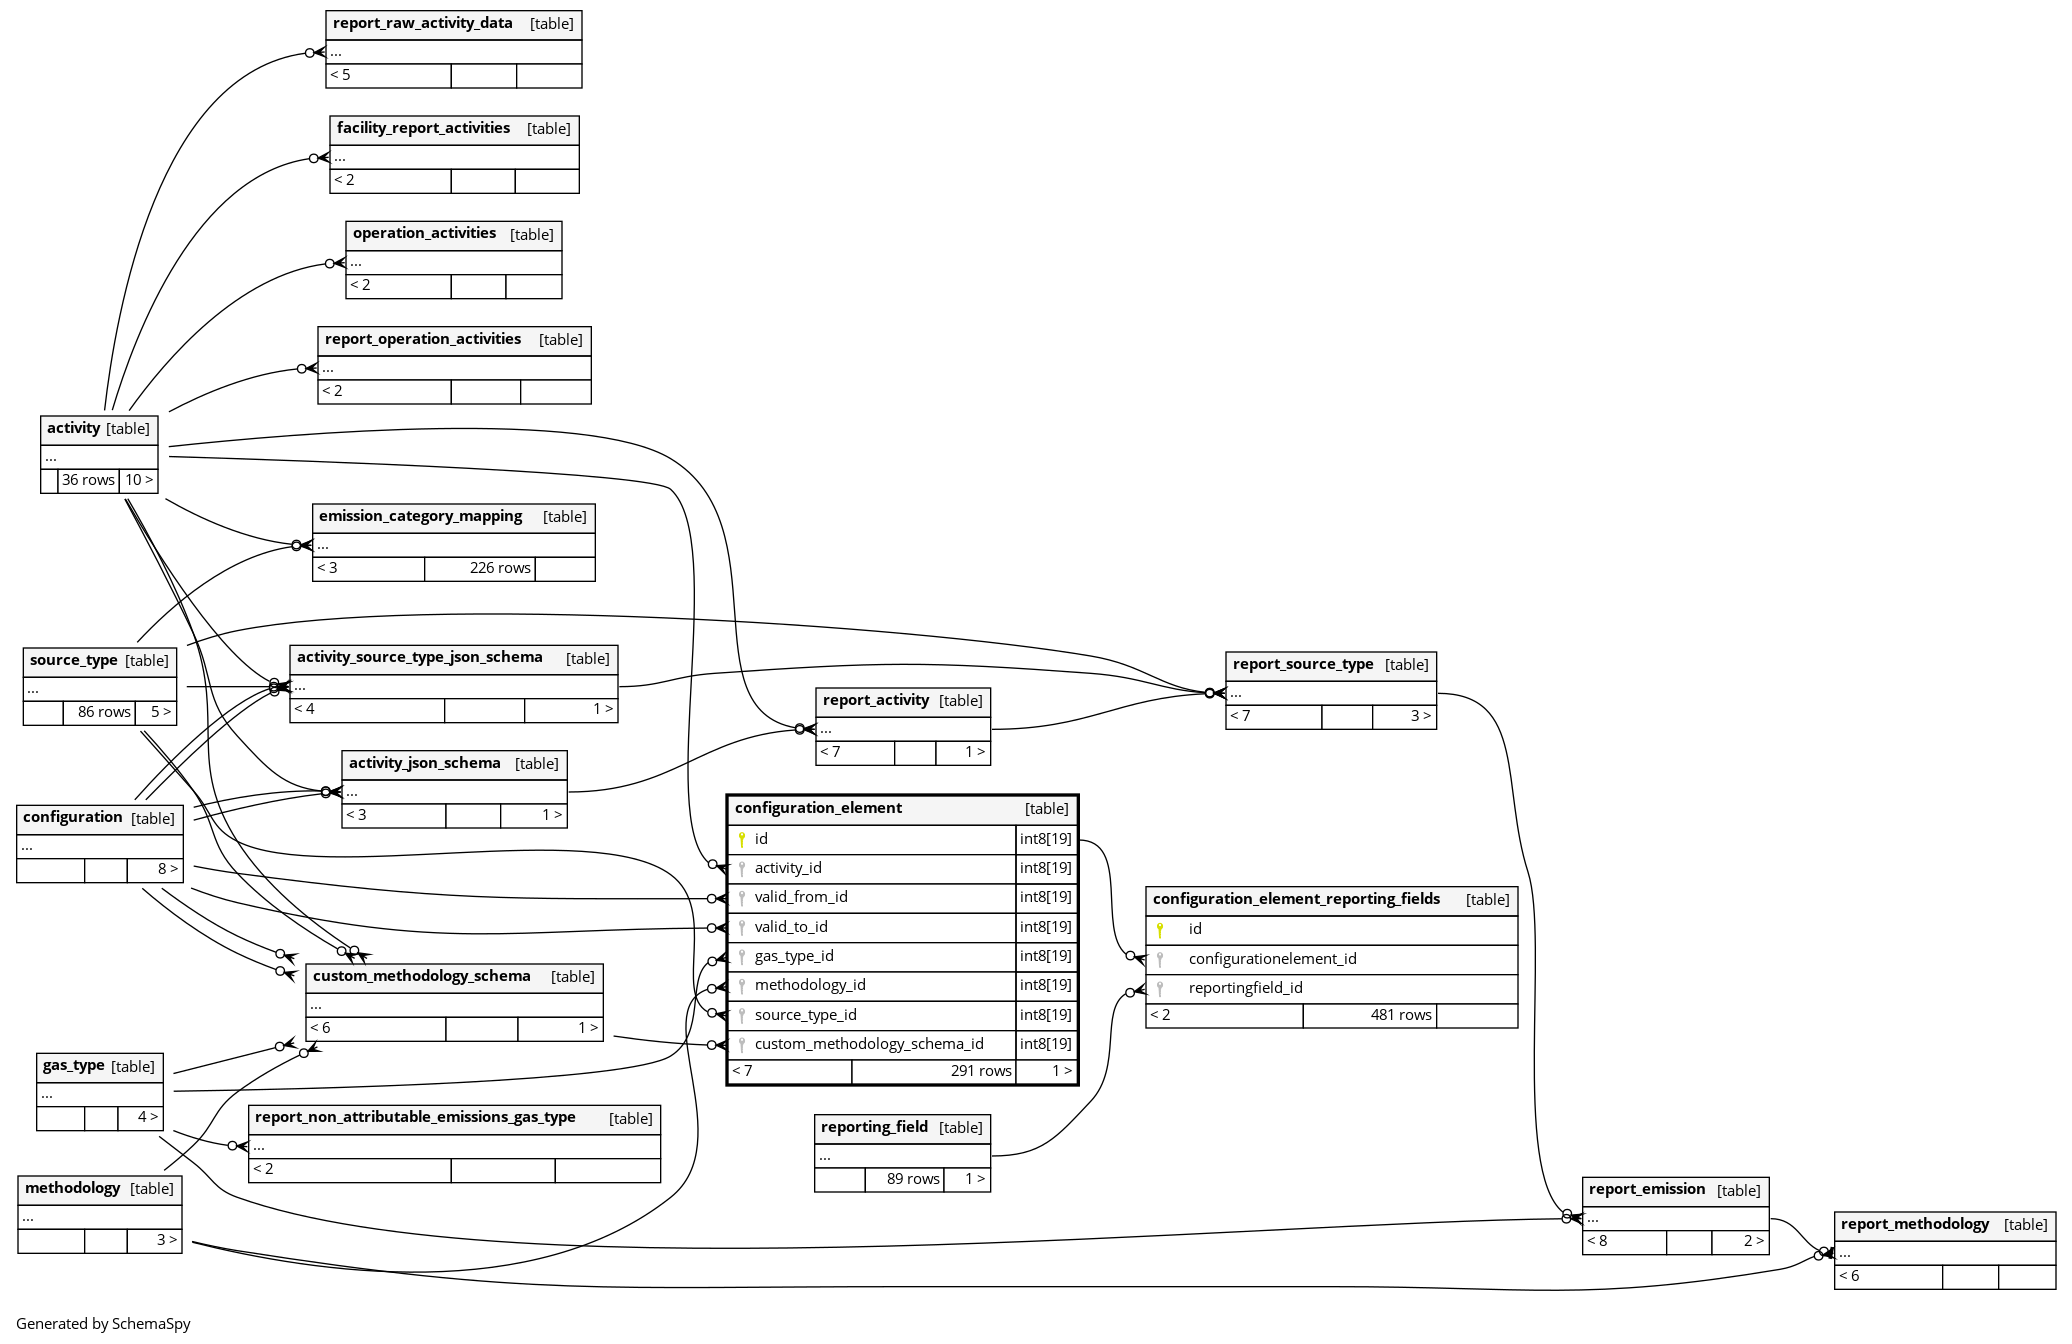 report_raw_activity_data [table]
...
< 5
facility_report_activities [table]
...
< 2
operation_activities [table]
...
< 2
report_operation_activities [table]
...
< 2
activity [table]
...
36 rows 10 >
emission_category_mapping [table]
...
< 3 226 rows
source_type [table]
...
86 rows 5 >
activity_source_type_json_schema [table]
...
< 4 1 >
report_source_type [table]
...
< 7 3 >
report_activity [table]
...
< 7 1 >
activity_json_schema [table]
...
< 3 1 >
configuration [table]
...
8 >
configuration_element [table]
id int8[19]
activity_id int8[19]
valid_from_id int8[19]
valid_to_id int8[19]
gas_type_id int8[19]
methodology_id int8[19]
source_type_id int8[19]
custom_methodology_schema_id int8[19]
< 7 291 rows 1 >
configuration_element_reporting_fields [table]
id
configurationelement_id
reportingfield_id
< 2 481 rows
custom_methodology_schema [table]
...
< 6 1 >
gas_type [table]
...
4 >
report_non_attributable_emissions_gas_type [table]
...
< 2
reporting_field [table]
...
89 rows 1 >
methodology [table]
...
3 >
report_emission [table]
...
< 8 2 >
report_methodology [table]
...
< 6
Generated by SchemaSpy